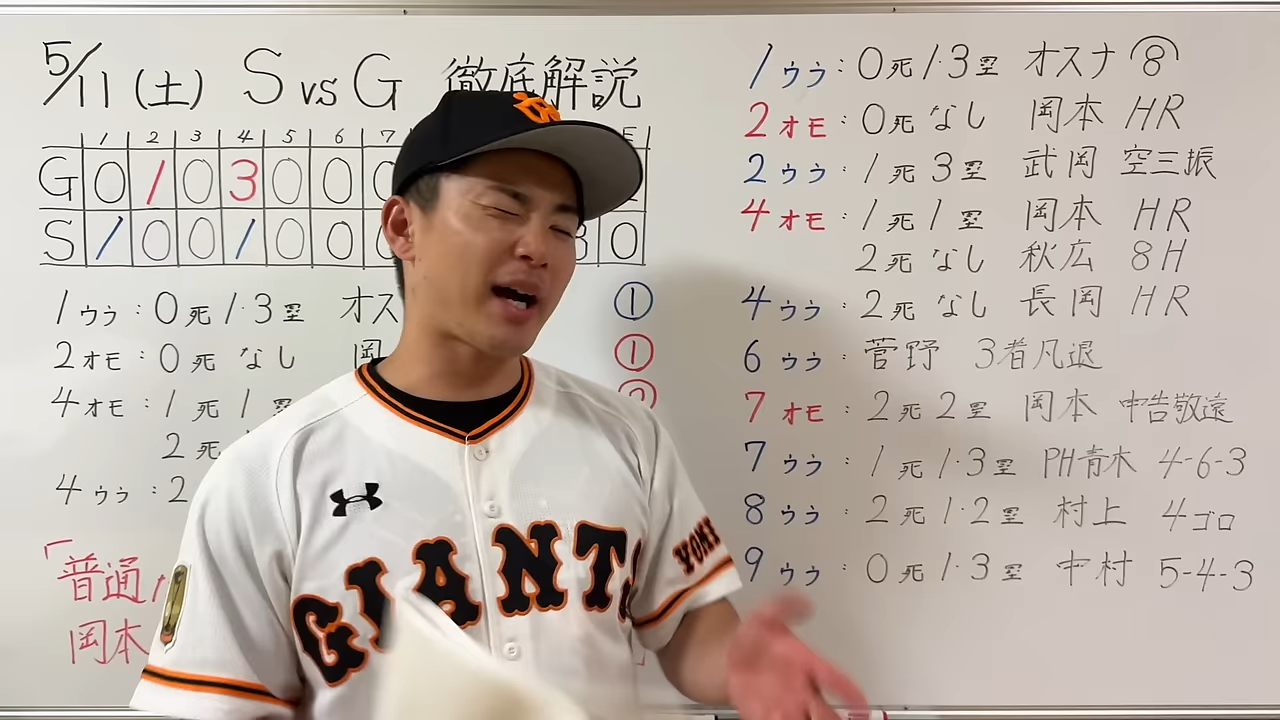 5/11(土) S vs G 徹底解説
1 2 3 4 5 6 7 E
G 0 1 0 3 0 0 0
S 1 0 0 1 0 0 0 0
1ウラ:0死1・3塁 オス ①
2オモ:0死なし 岡 ①
4オモ:1死1塁 ②
2死
4ウラ:2
「普通
岡本
1ウラ:0死1・3塁 オスナ 8
2オモ:0死なし 岡本 HR
2ウラ:1死3塁 武岡 空三振
4オモ:1死1塁 岡本 HR
2死なし 秋広 8H
4ウラ:2死なし 長岡 HR
6ウラ:菅野 3者凡退
7オモ:2死2塁 岡本 申告敬遠
7ウラ:1死1・3塁 PH青木 4-6-3
8ウラ:2死1・2塁 村上 4ゴロ
9ウラ:0死1・3塁 中村 5-4-3
GIANT
YOMI